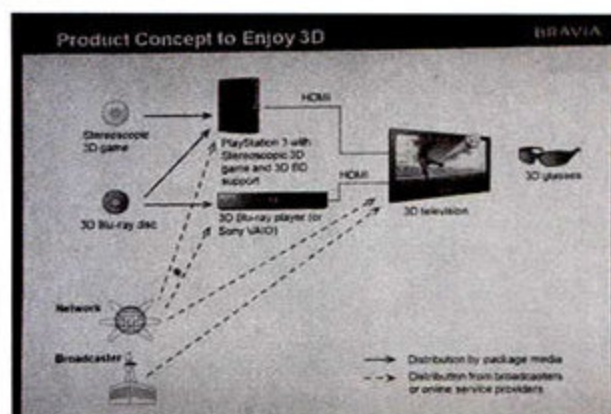 Product Concept to Enjoy 3D
BRAVIA
HDMI
Stereoscopic
3D game
PlayStation 3 with
Stereoscopic 3D
game and 3D BD
support
HDMI
3D glasses
3D Blu-ray disc
3D Blu-ray player (or
Sony VAIO)
3D television
Network
Broadcaster
Distribution by package media
Distribution from broadcasters
or online service providers